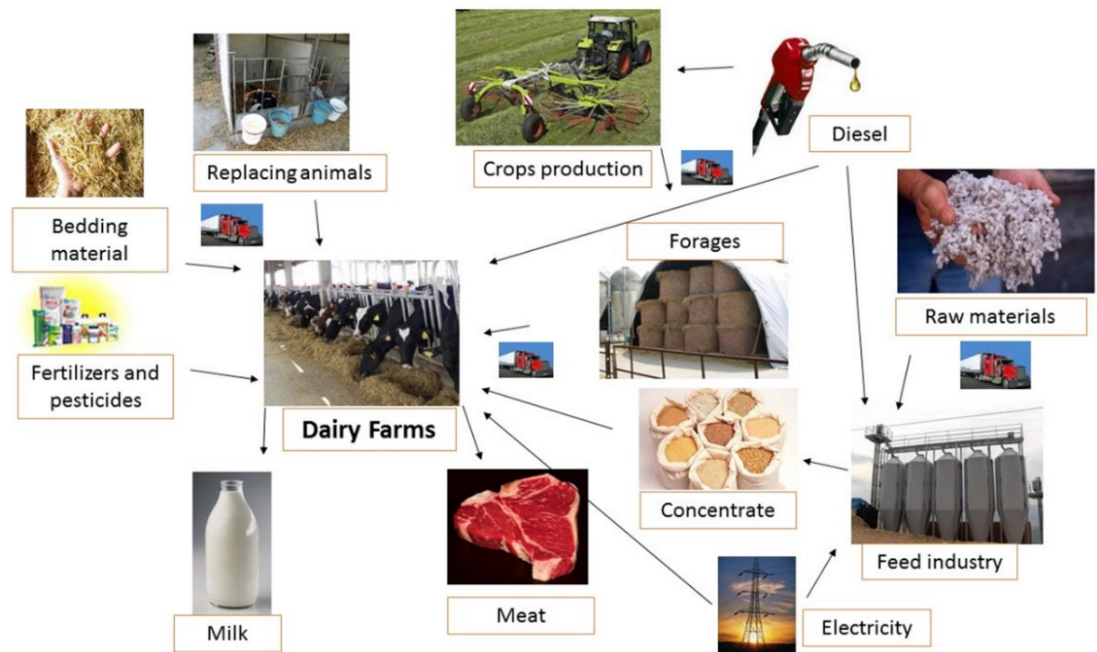 Replacing animals
Crops production
Diesel
Bedding
material
Forages
Raw materials
Fertilizers and
pesticides
Dairy Farms
Concentrate
Feed industry
Milk
Meat
Electricity